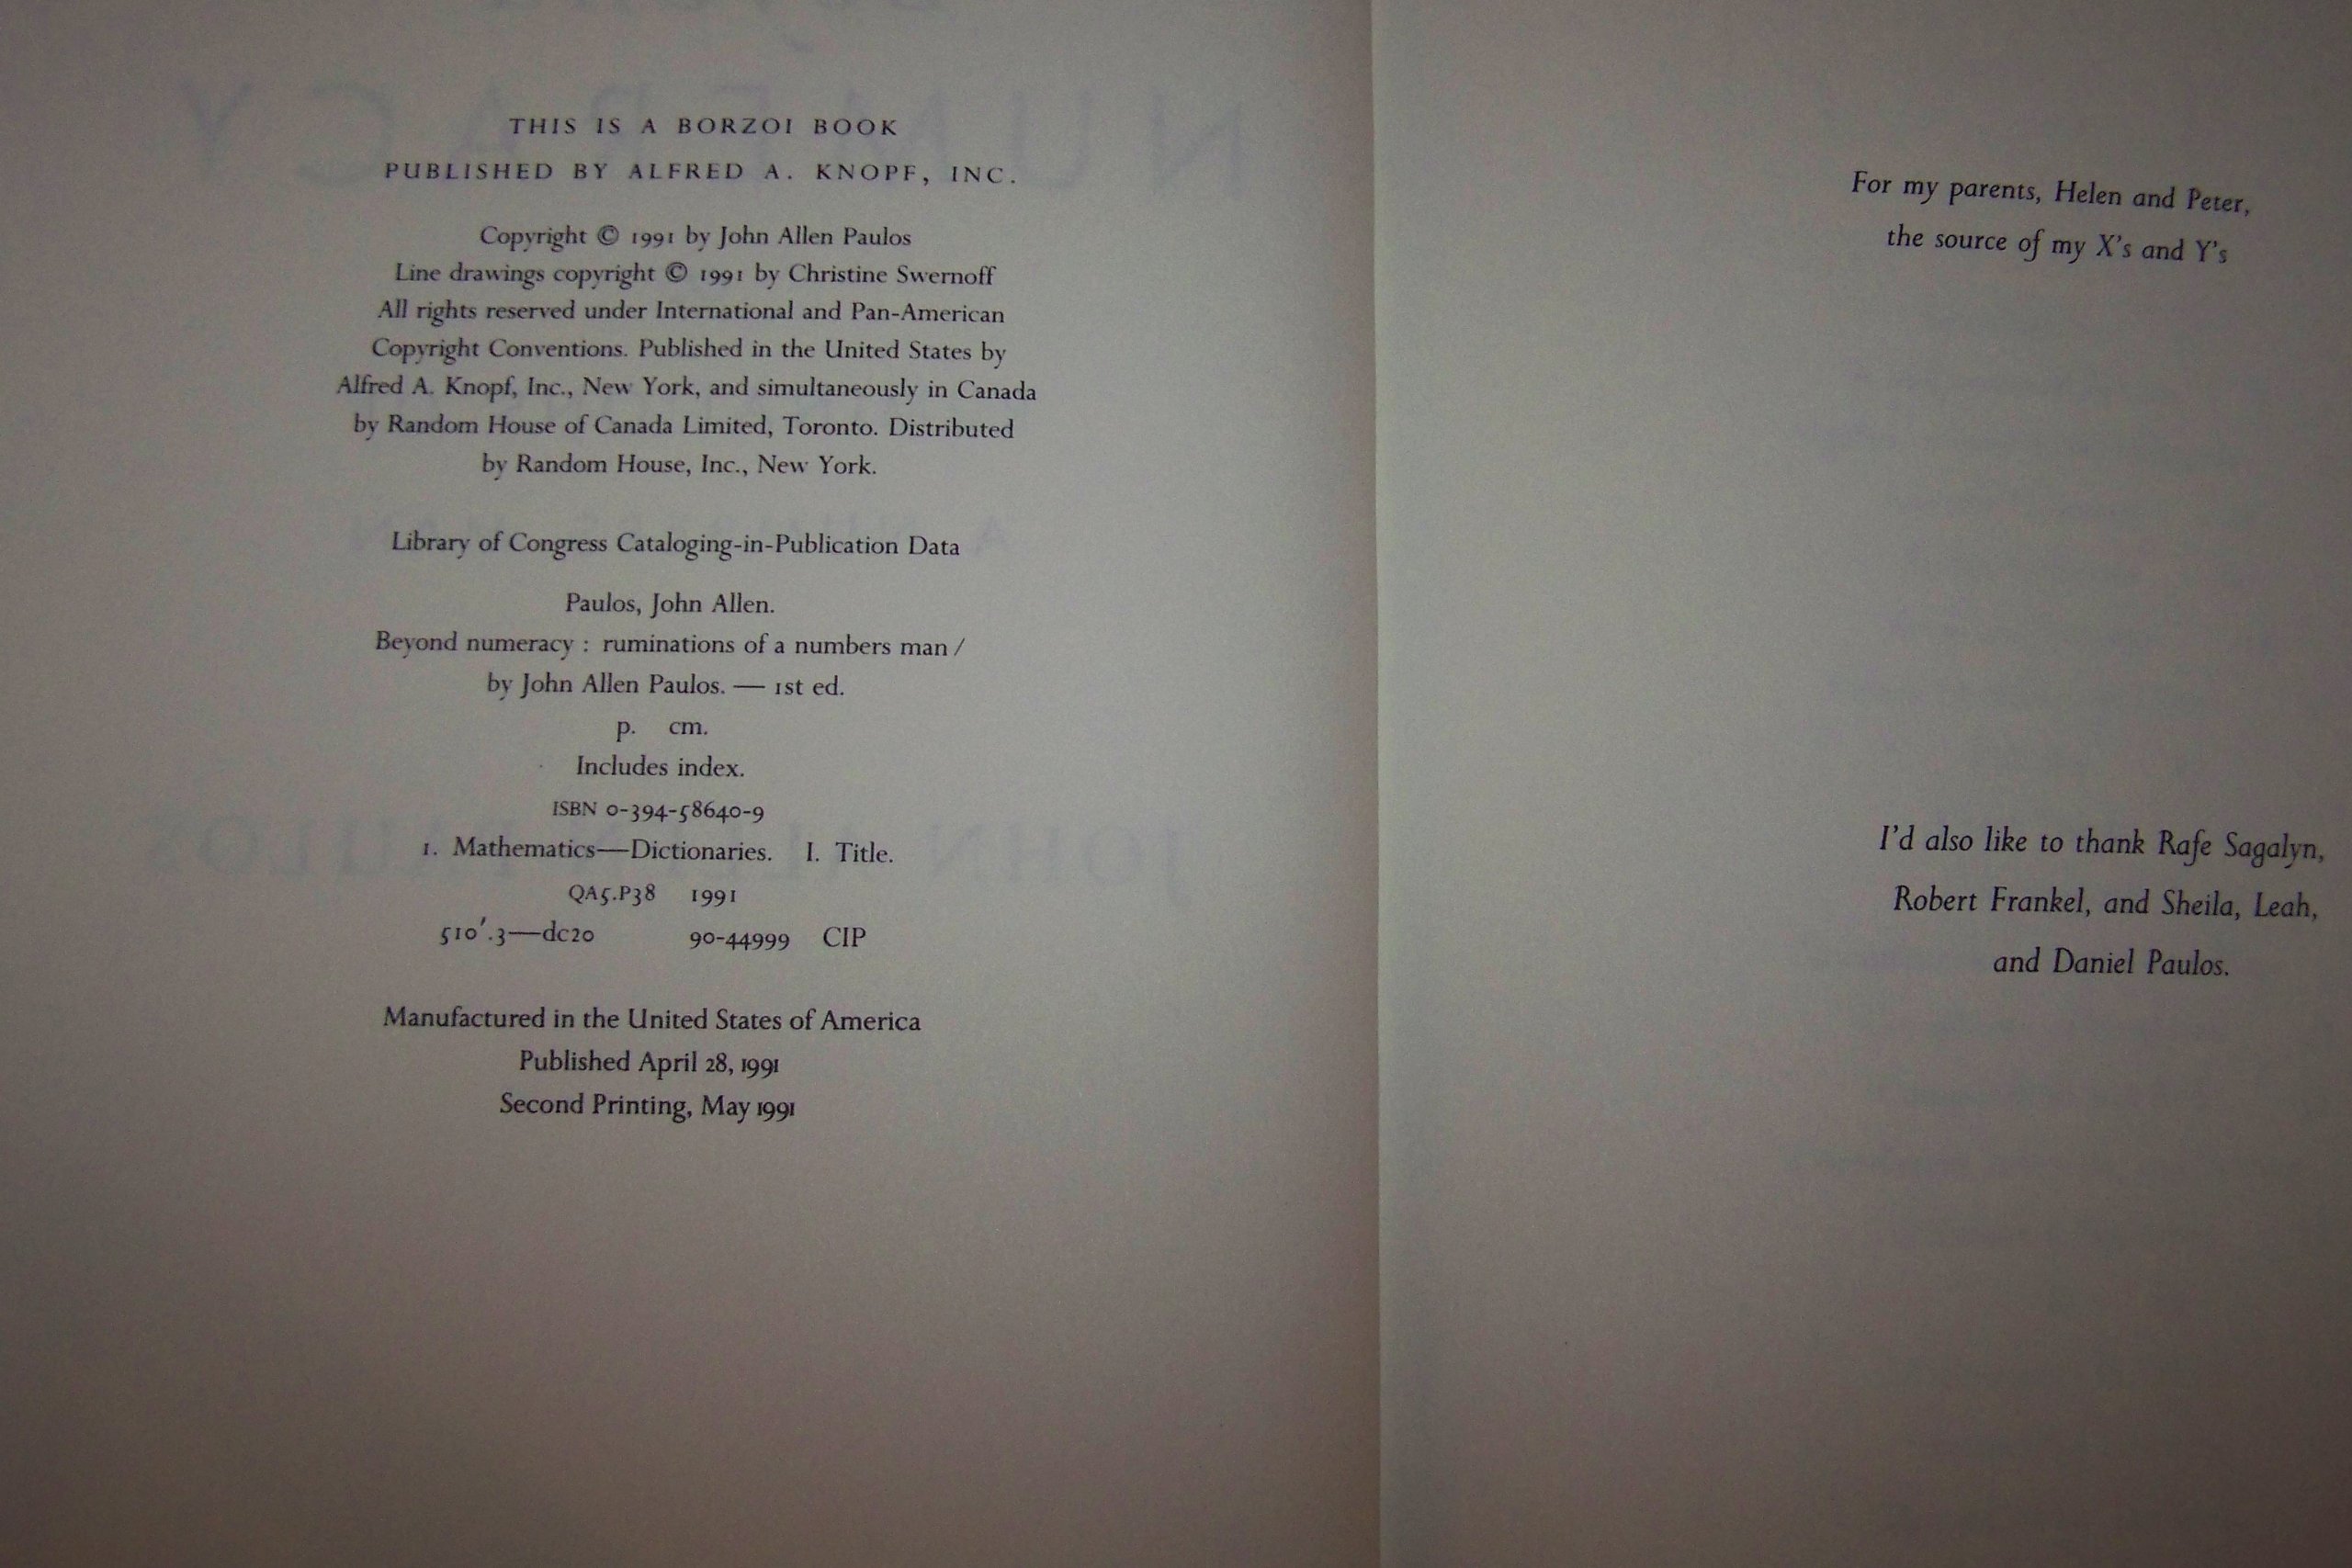 THIS IS A BORZOI BOOK
PUBLISHED BY ALFRED A. KNOPF, INC.
Copyright © 1991 by John Allen Paulos
Line drawings copyright © 1991 by Christine Swernoff
All rights reserved under International and Pan-American
Copyright Conventions. Published in the United States by
Alfred A. Knopf, Inc., New York, and simultaneously in Canada
by Random House of Canada Limited, Toronto. Distributed
by Random House, Inc., New York.
Library of Congress Cataloging-in-Publication Data
Paulos, John Allen.
Beyond numeracy : ruminations of a numbers man /
by John Allen Paulos. — 1st ed.
p. cm.
Includes index.
ISBN 0-394-58640-9
1. Mathematics—Dictionaries. I. Title.
QA5.P38 1991
510′.3—dc20 90-44999 CIP
Manufactured in the United States of America
Published April 28, 1991
Second Printing, May 1991
For my parents, Helen and Peter,
the source of my X's and Y's
I'd also like to thank Rafe Sagalyn,
Robert Frankel, and Sheila, Leah,
and Daniel Paulos.